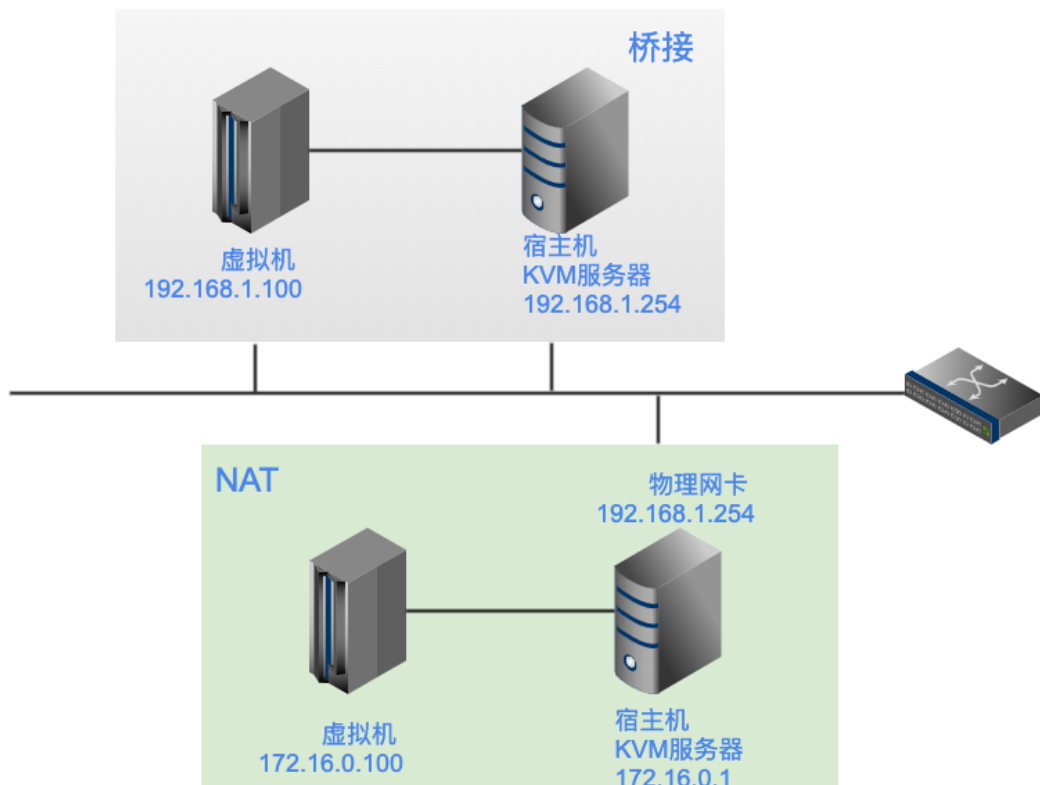 桥接
虚拟机
192.168.1.100
宿主机
KVM服务器
192.168.1.254
NAT
物理网卡
192.168.1.254
虚拟机
172.16.0.100
宿主机
KVM服务器
172.16.0.1